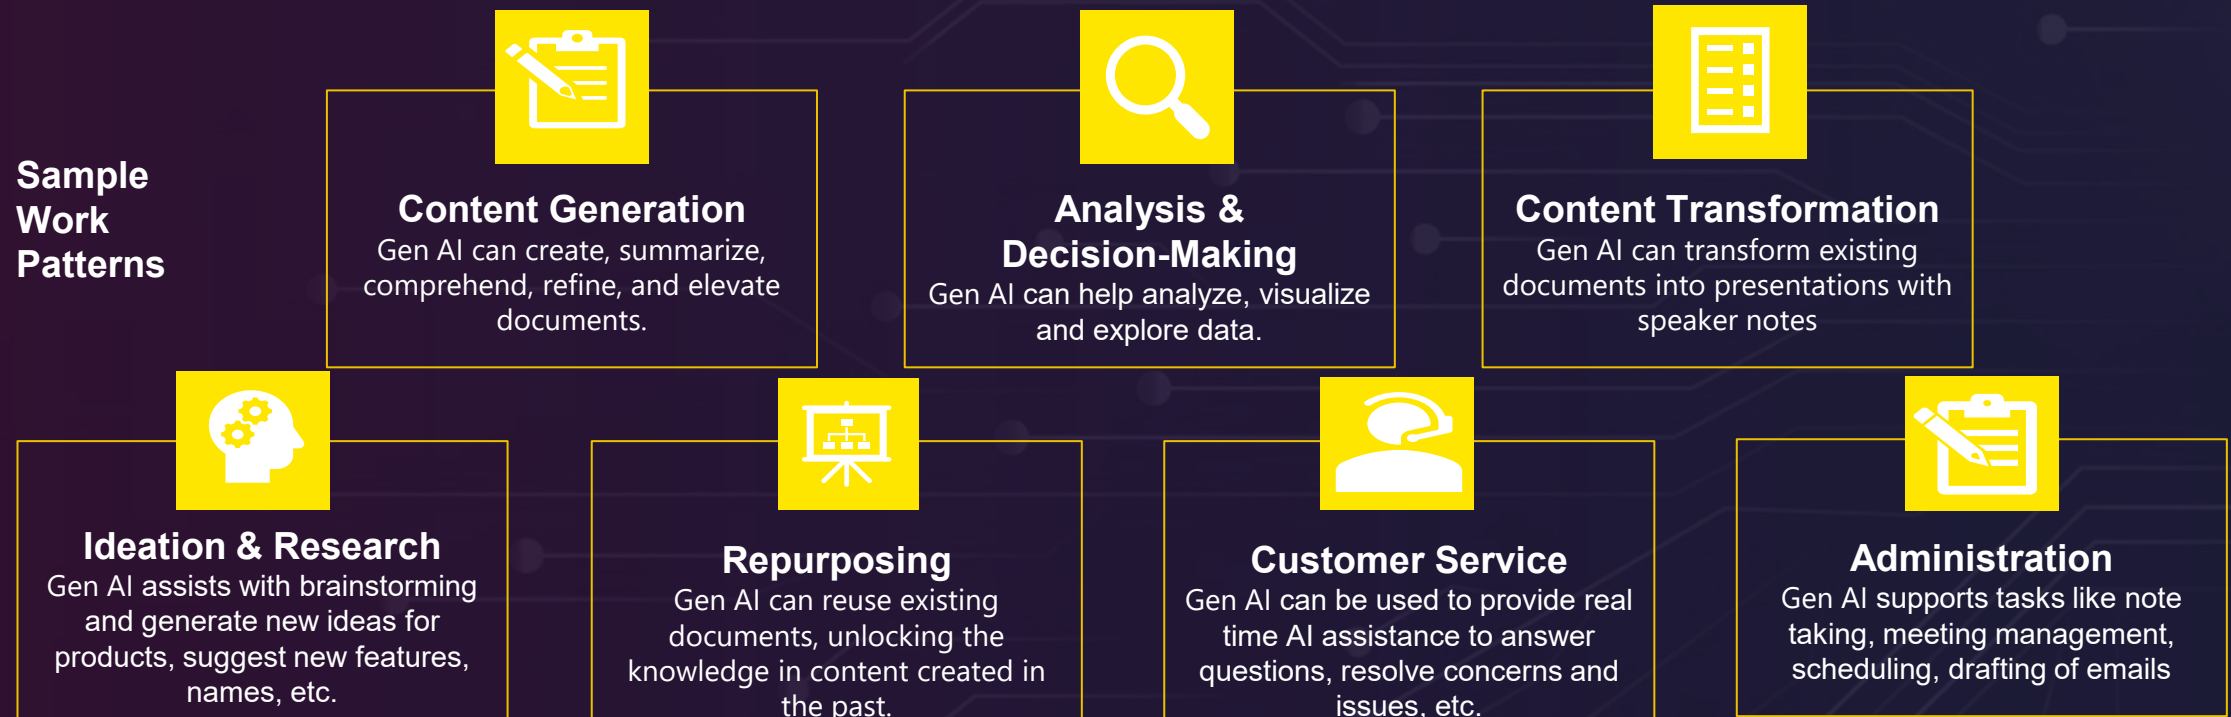 Sample
Work
Patterns
Content Generation
Gen AI can create, summarize,
comprehend, refine, and elevate
documents.
Analysis &
Decision-Making
Gen AI can help analyze, visualize
and explore data.
Content Transformation
Gen AI can transform existing
documents into presentations with
speaker notes
Ideation & Research
Gen AI assists with brainstorming
and generate new ideas for
products, suggest new features,
names, etc.
Repurposing
Gen AI can reuse existing
documents, unlocking the
knowledge in content created in
the past.
Customer Service
Gen AI can be used to provide real
time AI assistance to answer
questions, resolve concerns and
issues, etc.
Administration
Gen AI supports tasks like note
taking, meeting management,
scheduling, drafting of emails